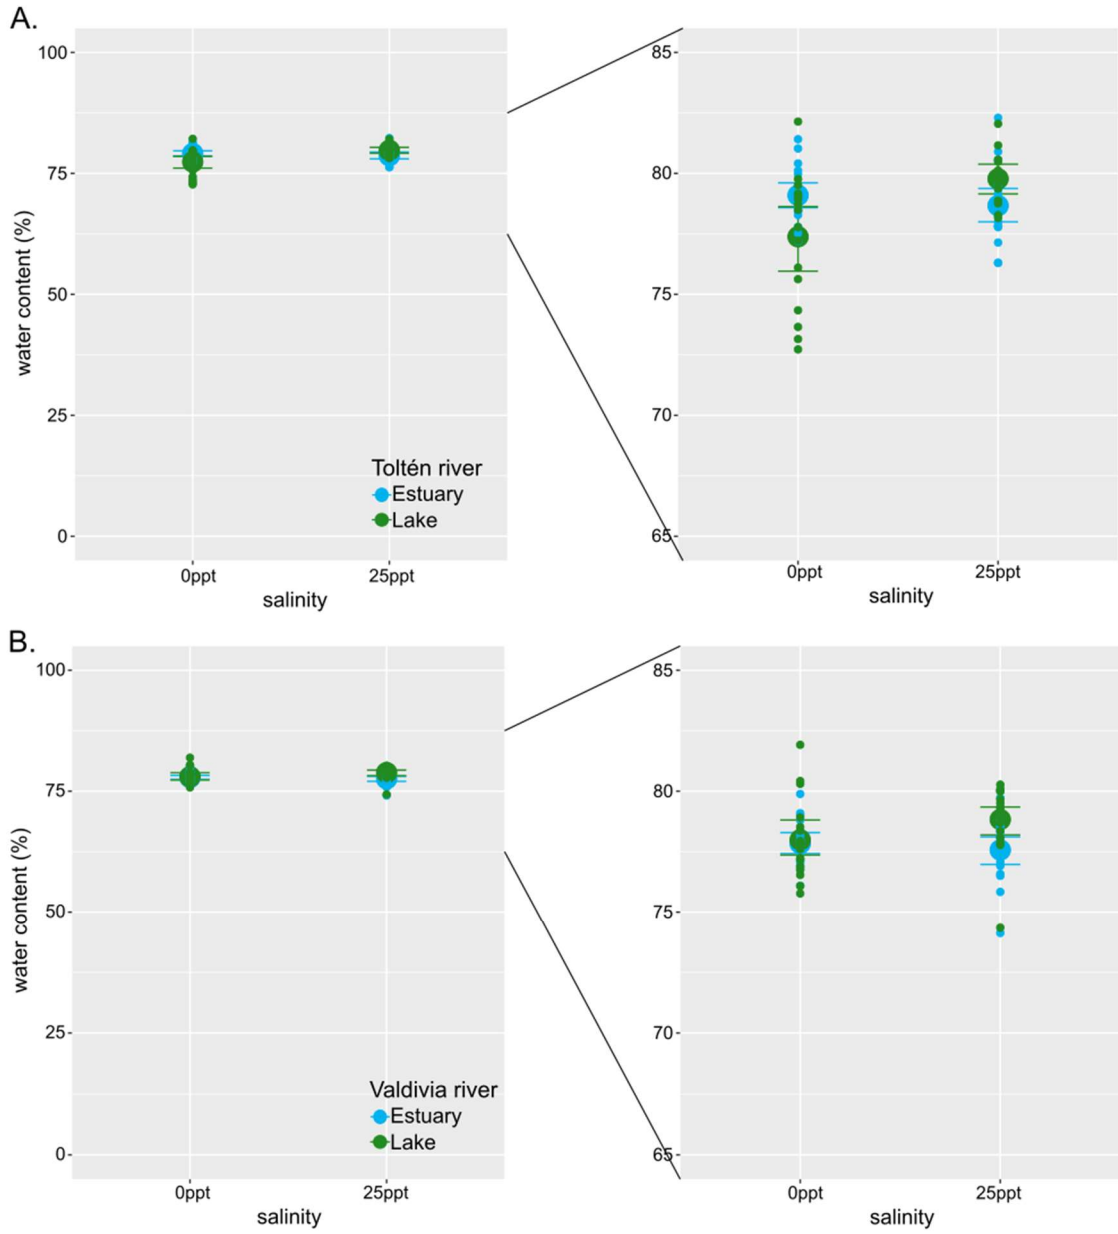 A.
100
75
50
25
0
water content (%)
0ppt 25ppt
salinity
Toltén river
Estuary
Lake
85
80
75
70
65
0ppt 25ppt
salinity
B.
100
75
50
25
0
water content (%)
0ppt 25ppt
salinity
Valdivia river
Estuary
Lake
85
80
75
70
65
0ppt 25ppt
salinity